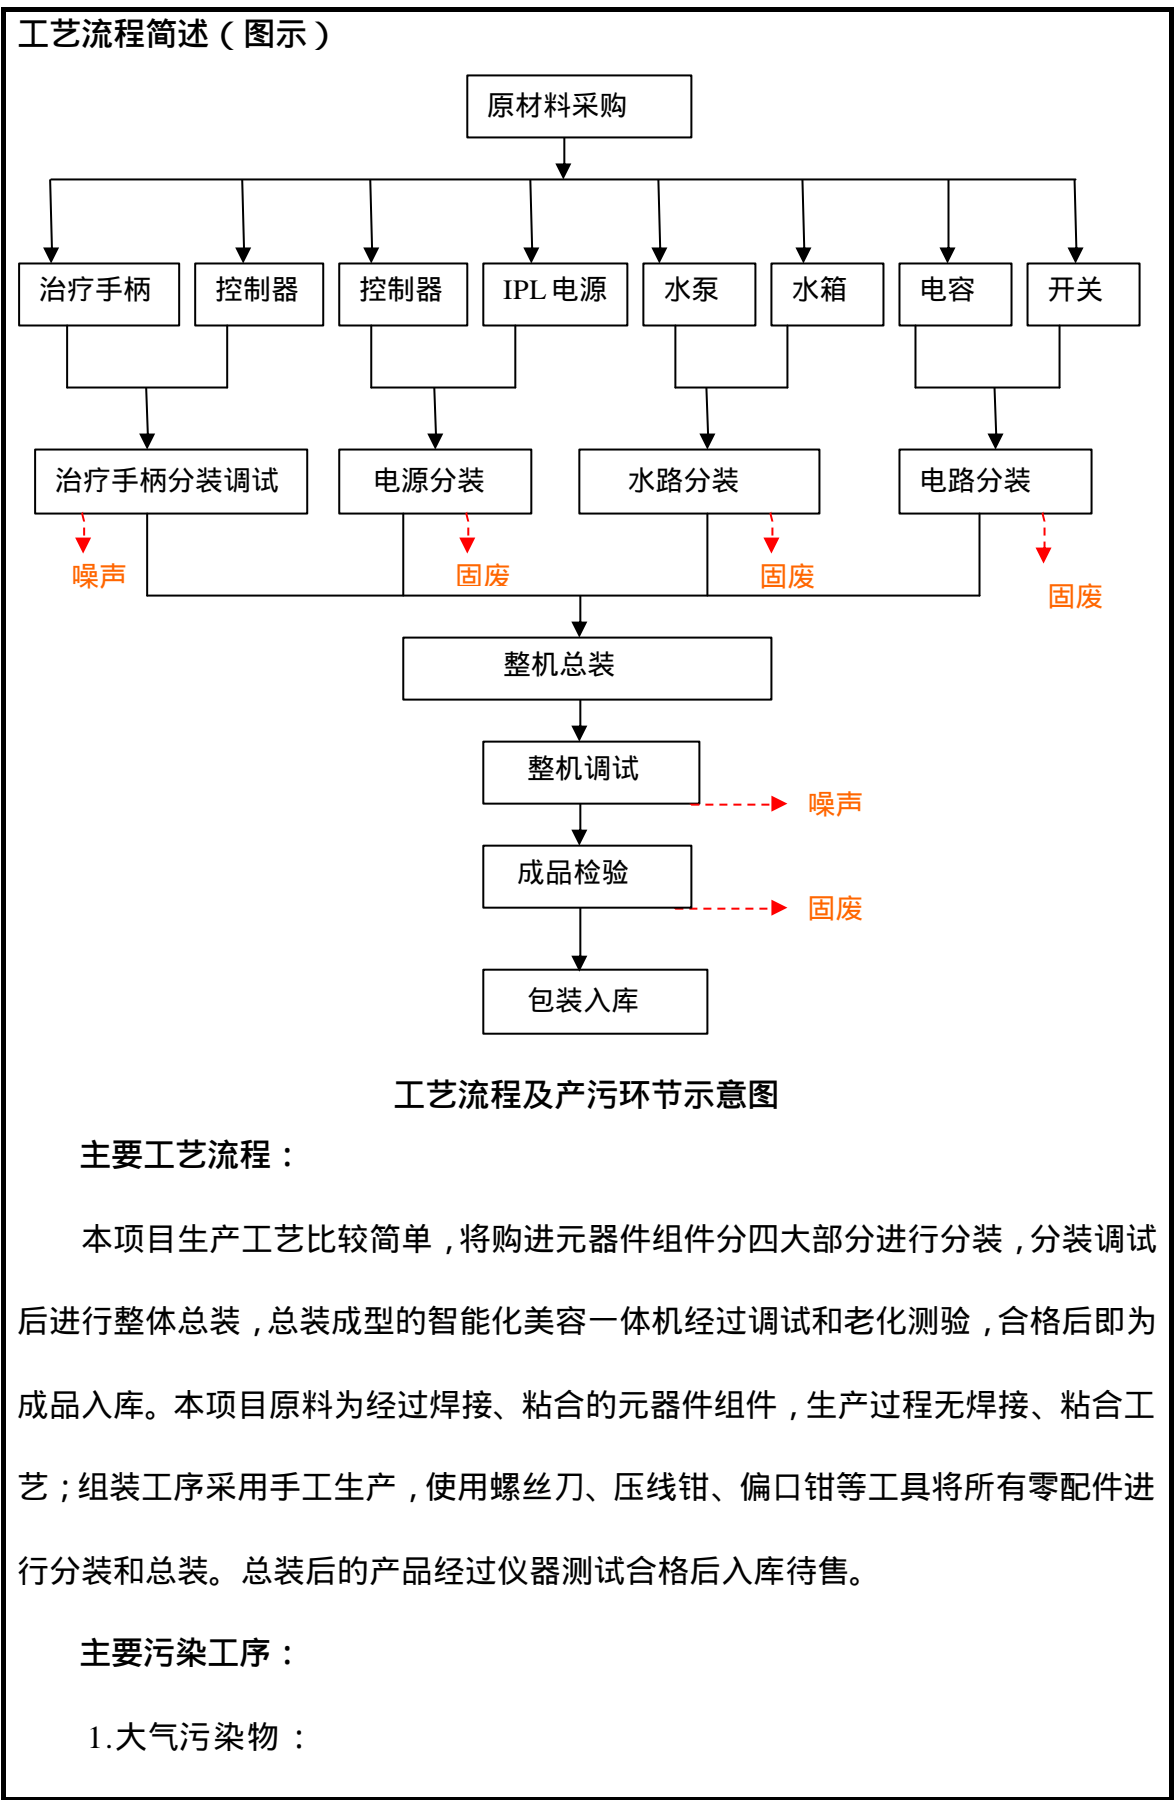 工艺流程简述（图示）
原材料采购
治疗手柄 控制器 控制器 IPL 电源 水泵 水箱 电容 开关
治疗手柄分装调试 电源分装 水路分装 电路分装
噪声 固废 固废 固废
整机总装
整机调试
噪声
成品检验
固废
包装入库
工艺流程及产污环节示意图
主要工艺流程：
本项目生产工艺比较简单，将购进元器件组件分四大部分进行分装，分装调试
后进行整体总装，总装成型的智能化美容一体机经过调试和老化测验，合格后即为
成品入库。本项目原料为经过焊接、粘合的元器件组件，生产过程无焊接、粘合工
艺；组装工序采用手工生产，使用螺丝刀、压线钳、偏口钳等工具将所有零配件进
行分装和总装。总装后的产品经过仪器测试合格后入库待售。
主要污染工序：
1.大气污染物：